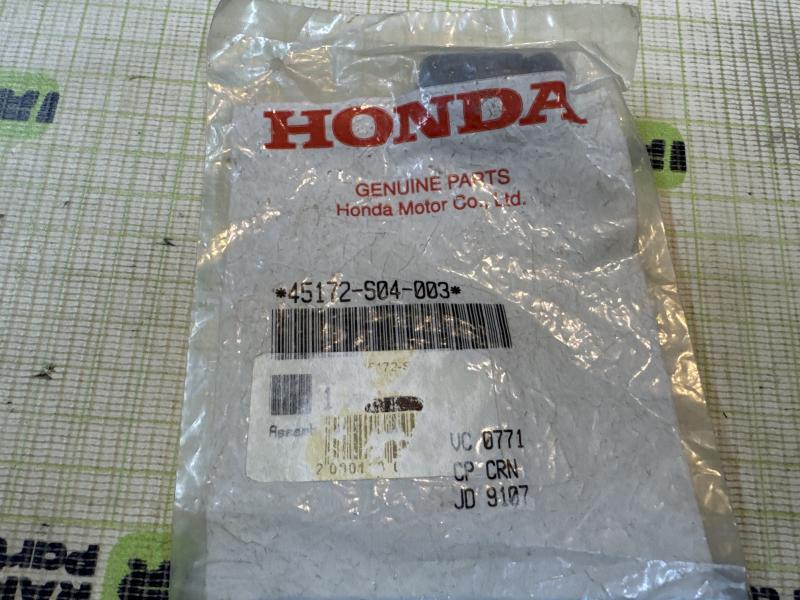 HONDA
GENUINE PARTS
Honda Motor Co., Ltd.
*45172-S04-003*
1
VC 0771
CP CRN
JD 9107